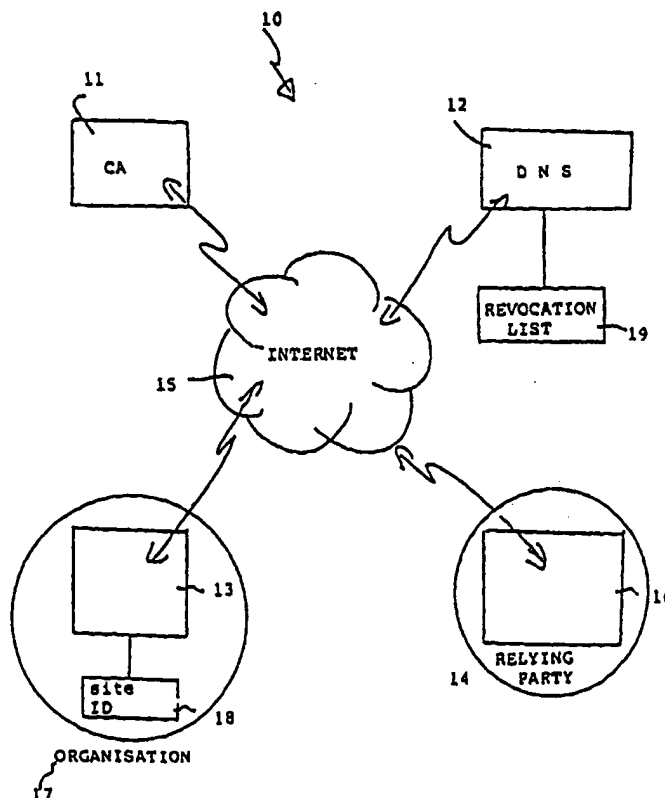 10
11
12
CA
D N S
REVOCATION
LIST
19
INTERNET
15
13
14
RELYING
PARTY
site
ID
18
ORGANISATION
17